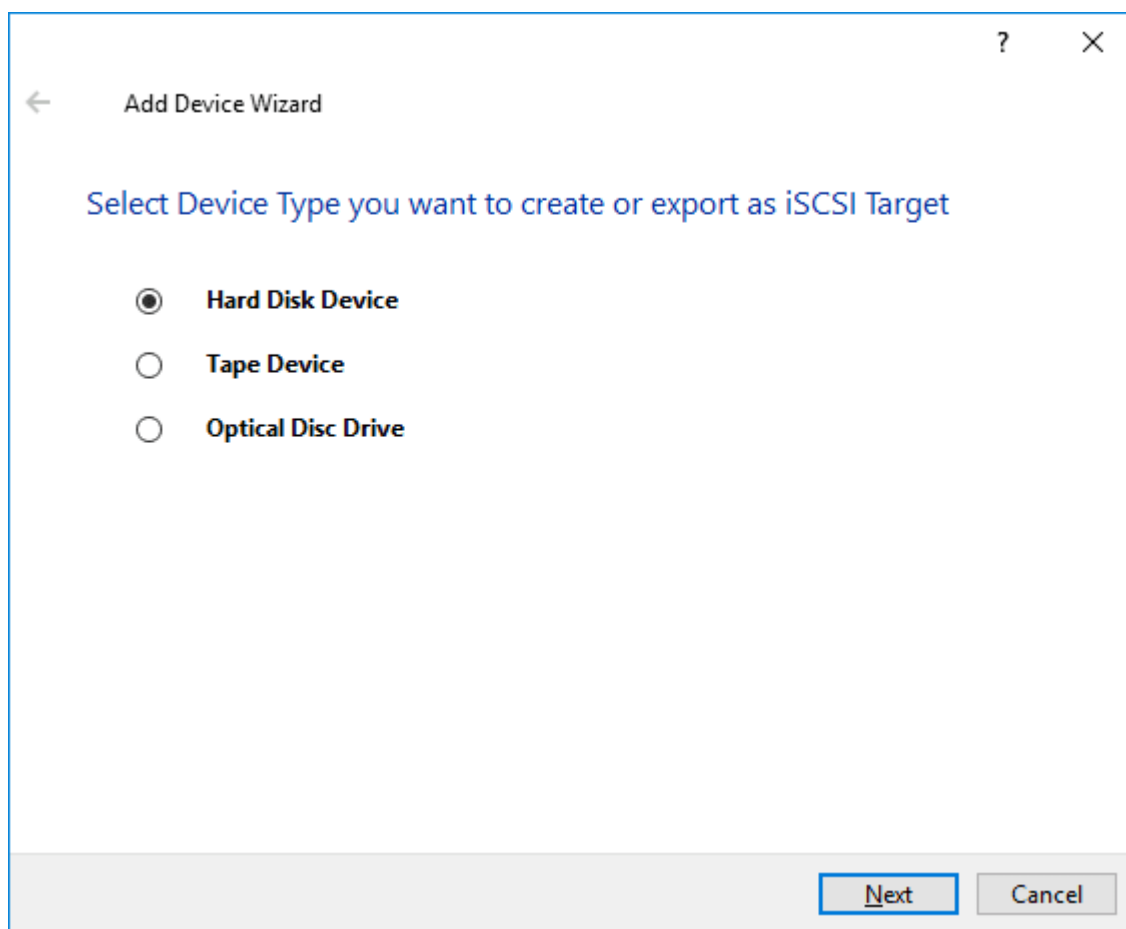 ?
Add Device Wizard
Select Device Type you want to create or export as iSCSI Target
Hard Disk Device
Tape Device
Optical Disc Drive
Next
Cancel